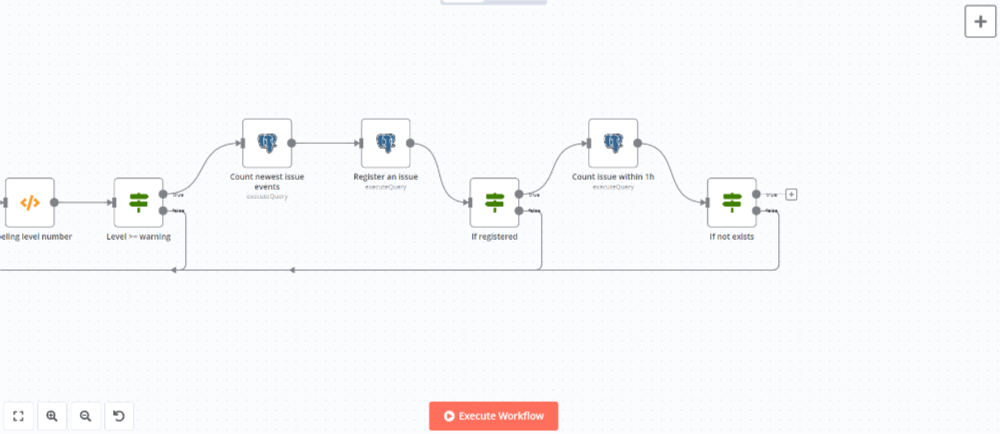 Count newest issue
events
executeQuery
Register an issue
executeQuery
Count issue within 1h
executeQuery
true
false
true
false
true
false
eling level number
Level >= warning
If registered
If not exists
Execute Workflow